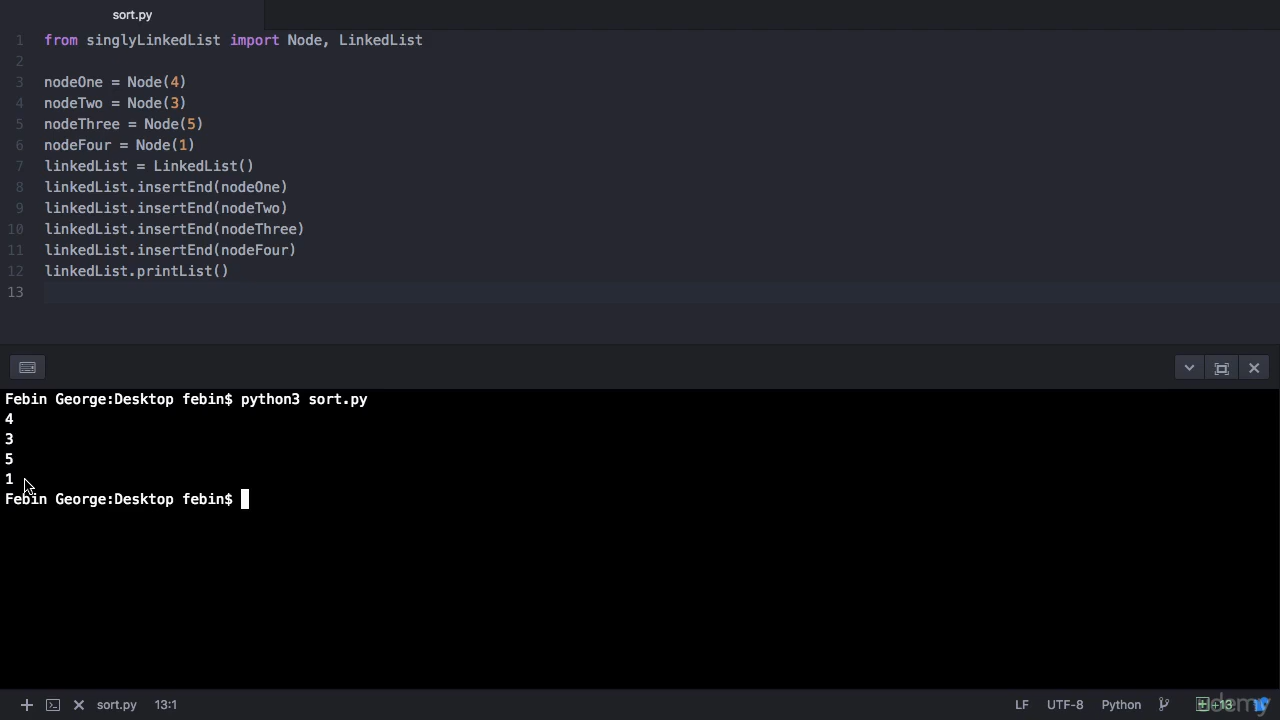 sort.py
1 from singlyLinkedList import Node, LinkedList
2
3 nodeOne = Node(4)
4 nodeTwo = Node(3)
5 nodeThree = Node(5)
6 nodeFour = Node(1)
7 linkedList = LinkedList()
8 linkedList.insertEnd(nodeOne)
9 linkedList.insertEnd(nodeTwo)
10 linkedList.insertEnd(nodeThree)
11 linkedList.insertEnd(nodeFour)
12 linkedList.printList()
13
Febin George:Desktop febin$ python3 sort.py
4
3
5
1
Febin George:Desktop febin$
sort.py 13:1 LF UTF-8 Python +13
udemy